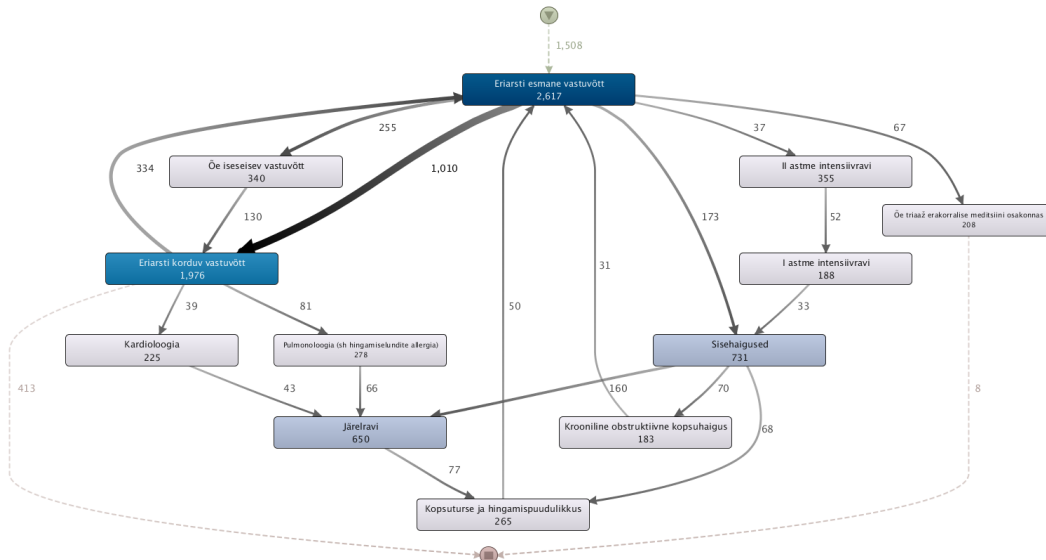 1,508
Eriarsti esmane vastuvõtt
2,617
255
37
67
334
Õe iseseisev vastuvõtt
340
1,010
II astme intensiivravi
355
130
173
52
Õe triaaž erakorralise meditsiini osakonnas
208
Eriarsti korduv vastuvõtt
1,976
31
I astme intensiivravi
188
39
81
50
33
Kardioloogia
225
Pulmonoloogia (sh hingamiselundite allergia)
278
Sisehaigused
731
413
43
66
160
70
8
Järelravi
650
Krooniline obstruktiivne kopsuhaigus
183
68
77
Kopsuturse ja hingamispuudulikkus
265